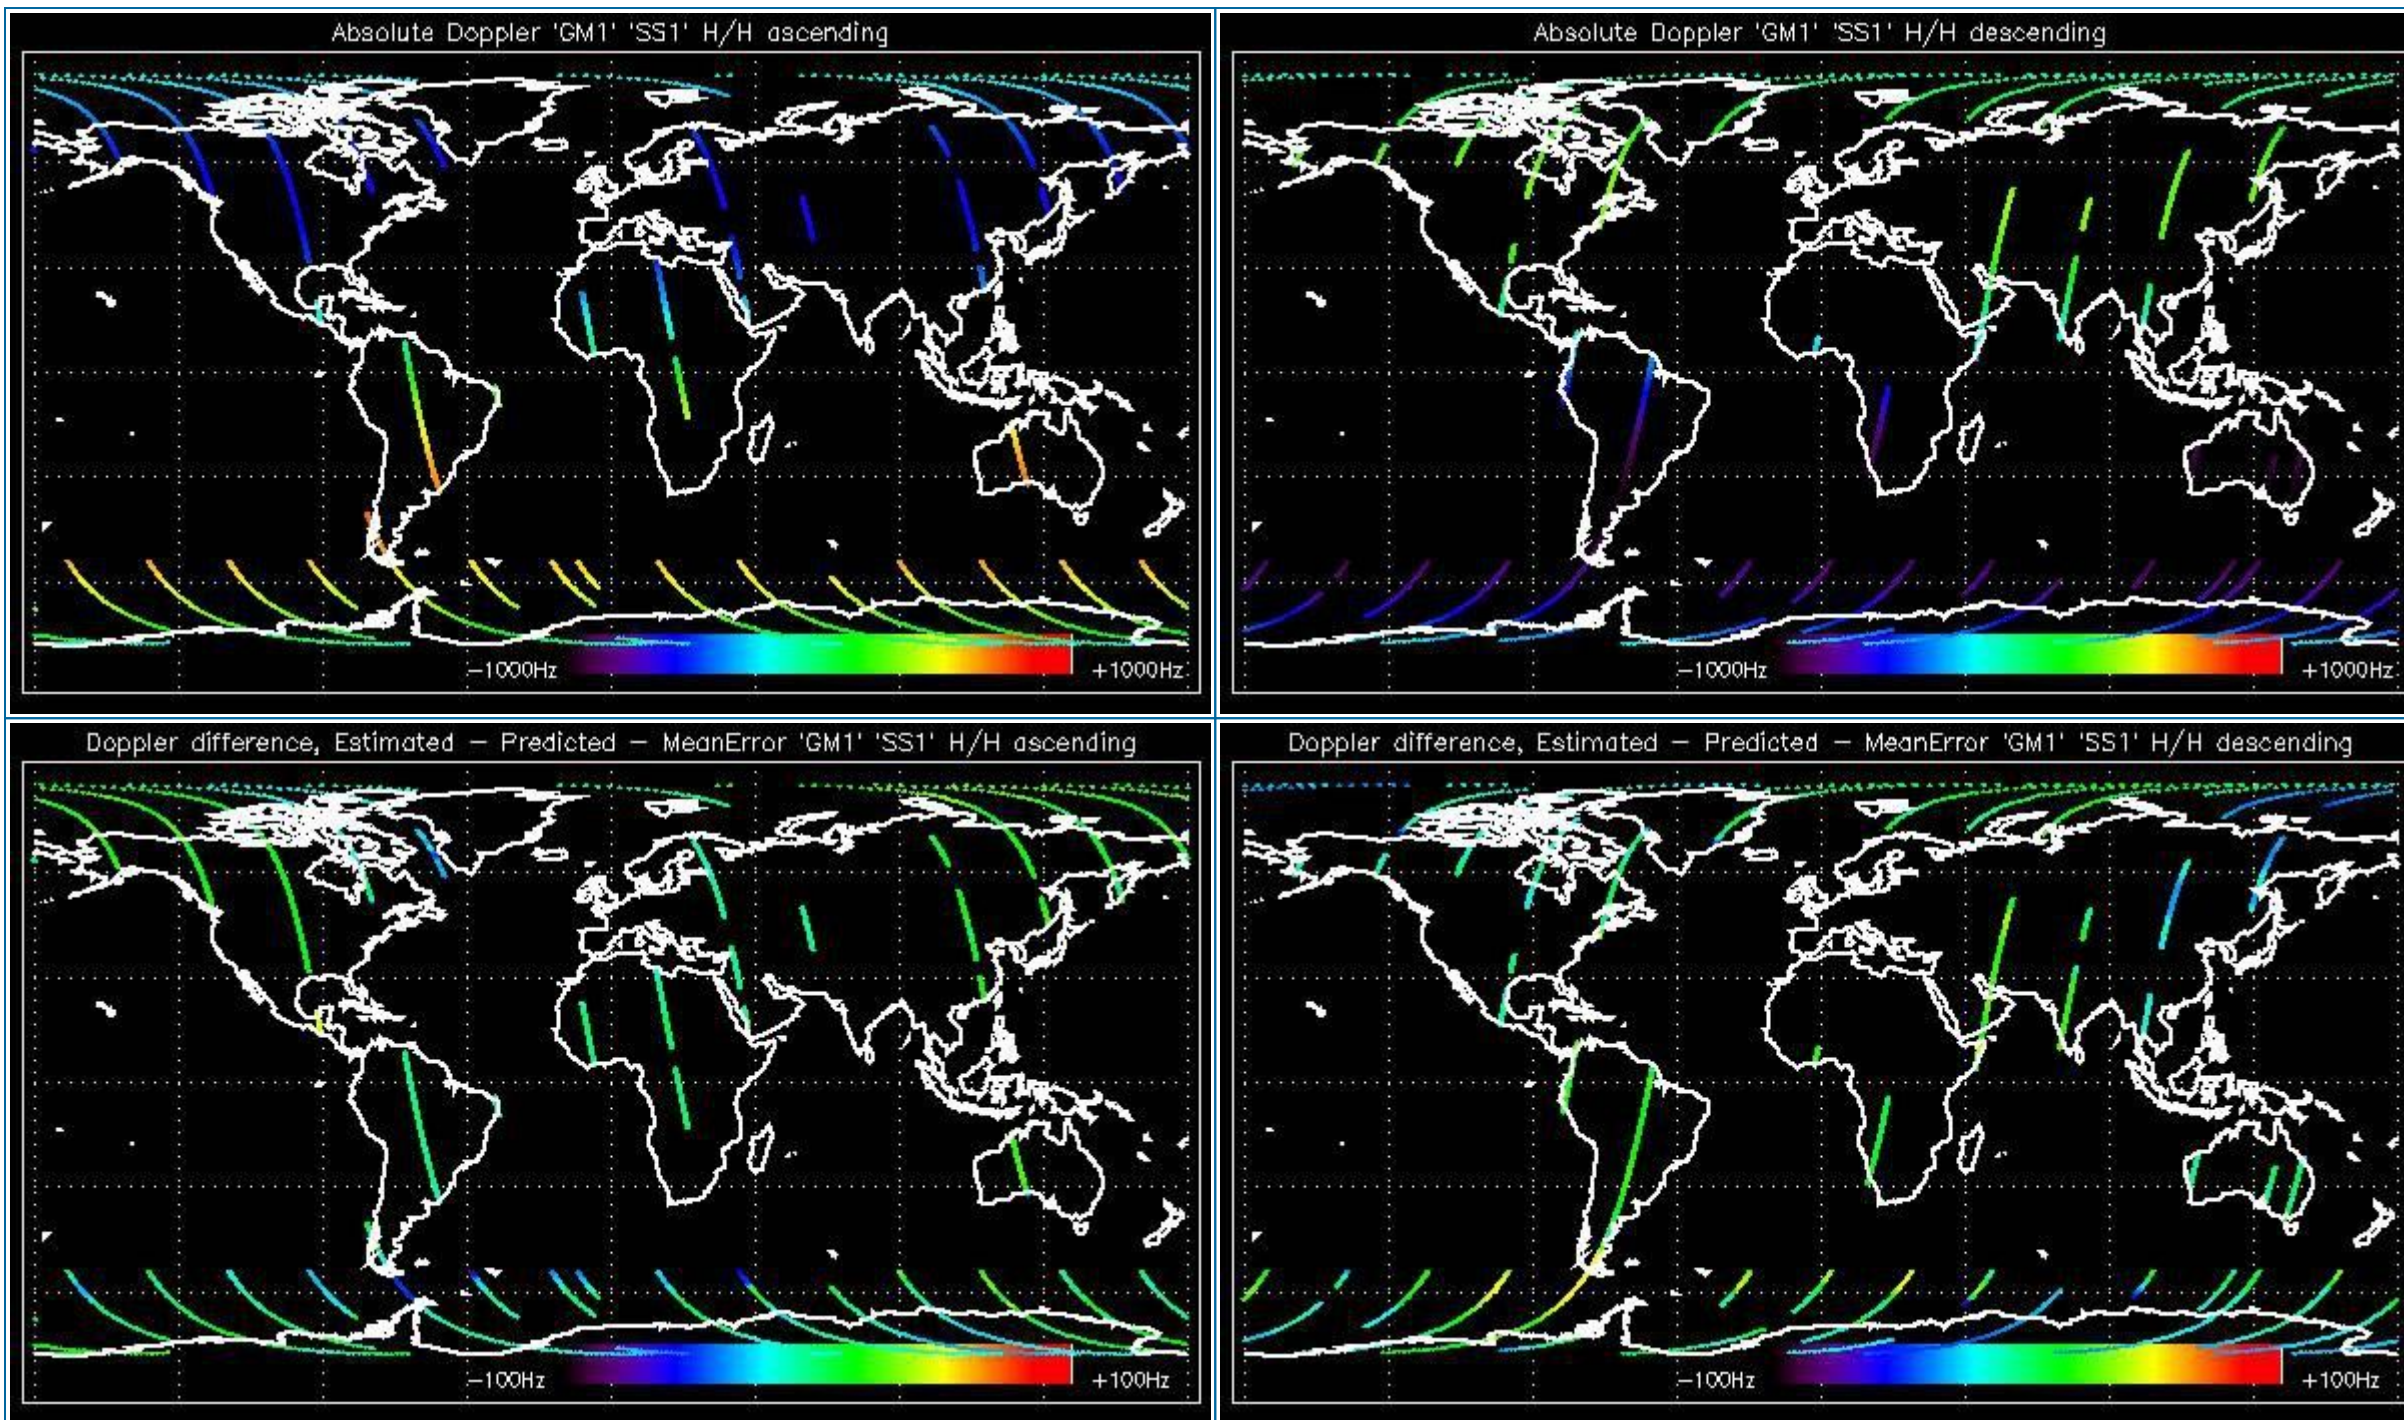 Absolute Doppler 'GM1' 'SS1' H/H ascending
-1000Hz
+1000Hz
Absolute Doppler 'GM1' 'SS1' H/H descending
-1000Hz
+1000Hz
Doppler difference, Estimated - Predicted - MeanError 'GM1' 'SS1' H/H ascending
-100Hz
+100Hz
Doppler difference, Estimated - Predicted - MeanError 'GM1' 'SS1' H/H descending
-100Hz
+100Hz